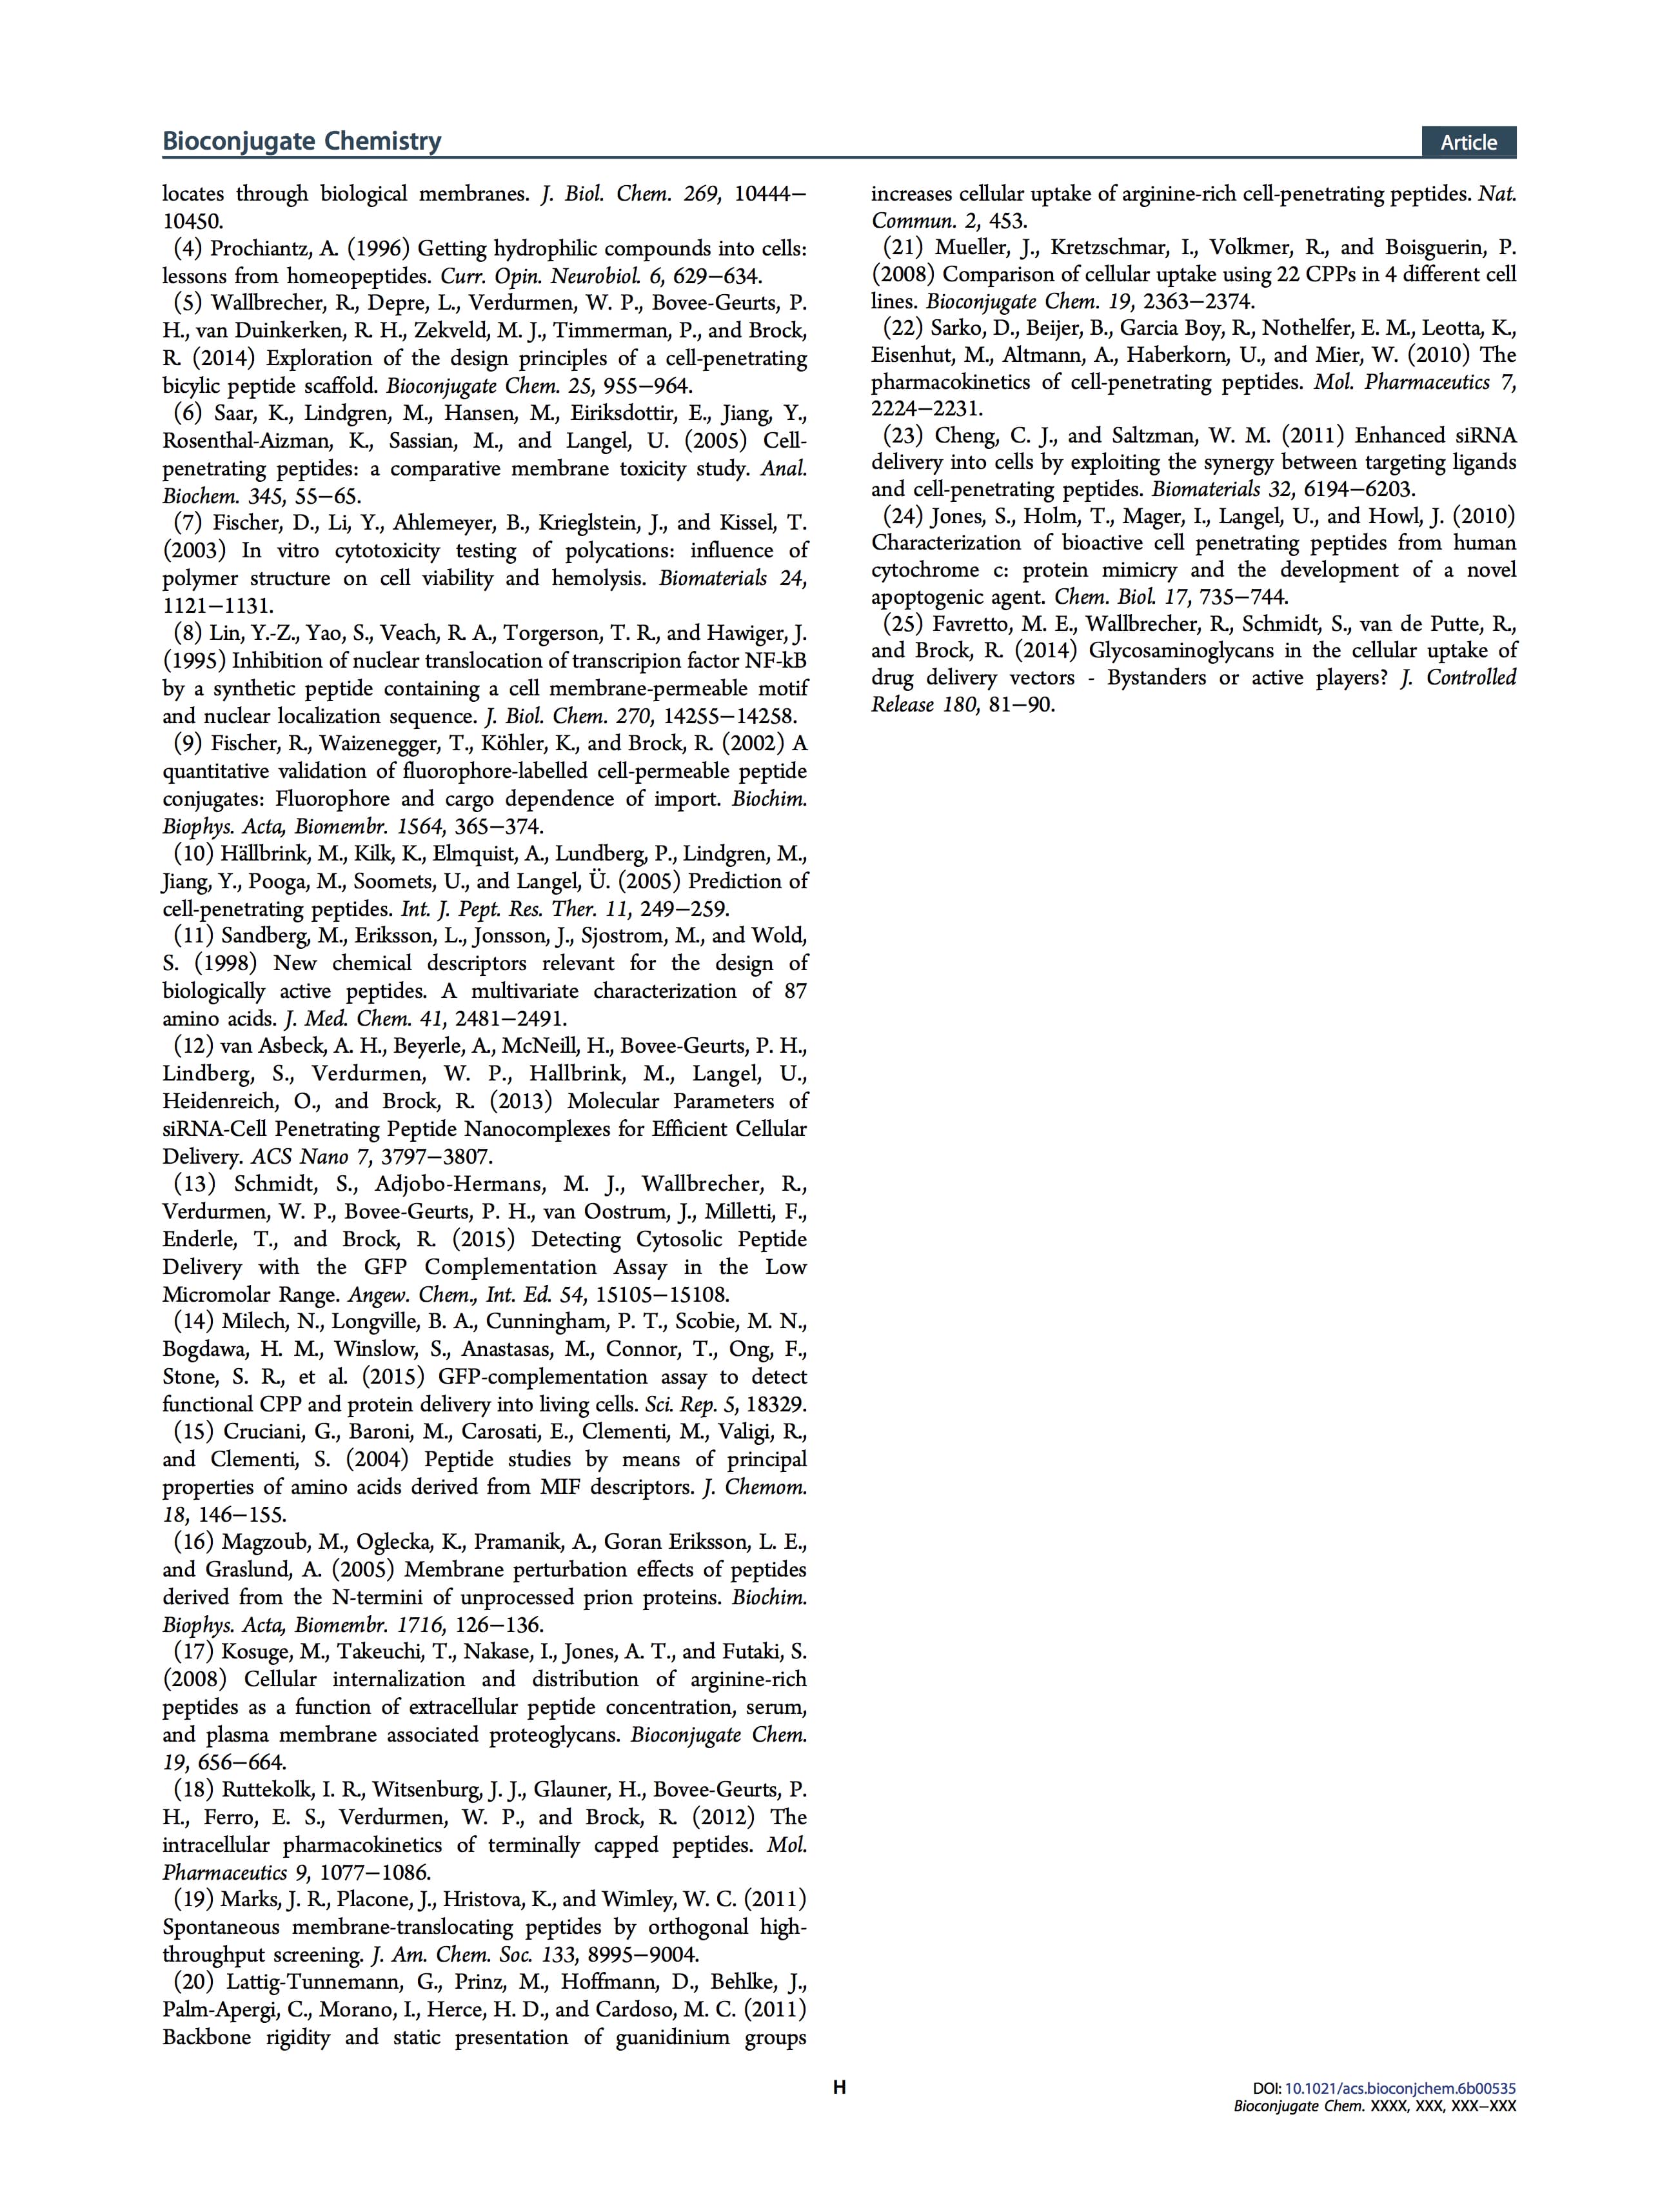 Bioconjugate Chemistry
Article
locates through biological membranes. J. Biol. Chem. 269, 10444−
10450.
(4) Prochiantz, A. (1996) Getting hydrophilic compounds into cells:
lessons from homeopeptides. Curr. Opin. Neurobiol. 6, 629−634.
(5) Wallbrecher, R., Depre, L., Verdurmen, W. P., Bovee-Geurts, P.
H., van Duinkerken, R. H., Zekveld, M. J., Timmerman, P., and Brock,
R. (2014) Exploration of the design principles of a cell-penetrating
bicylic peptide scaffold. Bioconjugate Chem. 25, 955−964.
(6) Saar, K., Lindgren, M., Hansen, M., Eiriksdottir, E., Jiang, Y.,
Rosenthal-Aizman, K., Sassian, M., and Langel, U. (2005) Cell-
penetrating peptides: a comparative membrane toxicity study. Anal.
Biochem. 345, 55−65.
(7) Fischer, D., Li, Y., Ahlemeyer, B., Krieglstein, J., and Kissel, T.
(2003) In vitro cytotoxicity testing of polycations: influence of
polymer structure on cell viability and hemolysis. Biomaterials 24,
1121−1131.
(8) Lin, Y.-Z., Yao, S., Veach, R. A., Torgerson, T. R., and Hawiger, J.
(1995) Inhibition of nuclear translocation of transcripion factor NF-kB
by a synthetic peptide containing a cell membrane-permeable motif
and nuclear localization sequence. J. Biol. Chem. 270, 14255−14258.
(9) Fischer, R., Waizenegger, T., Köhler, K., and Brock, R. (2002) A
quantitative validation of fluorophore-labelled cell-permeable peptide
conjugates: Fluorophore and cargo dependence of import. Biochim.
Biophys. Acta, Biomembr. 1564, 365−374.
(10) Hällbrink, M., Kilk, K., Elmquist, A., Lundberg, P., Lindgren, M.,
Jiang, Y., Pooga, M., Soomets, U., and Langel, Ü. (2005) Prediction of
cell-penetrating peptides. Int. J. Pept. Res. Ther. 11, 249−259.
(11) Sandberg, M., Eriksson, L., Jonsson, J., Sjostrom, M., and Wold,
S. (1998) New chemical descriptors relevant for the design of
biologically active peptides. A multivariate characterization of 87
amino acids. J. Med. Chem. 41, 2481−2491.
(12) van Asbeck, A. H., Beyerle, A., McNeill, H., Bovee-Geurts, P. H.,
Lindberg, S., Verdurmen, W. P., Hallbrink, M., Langel, U.,
Heidenreich, O., and Brock, R. (2013) Molecular Parameters of
siRNA-Cell Penetrating Peptide Nanocomplexes for Efficient Cellular
Delivery. ACS Nano 7, 3797−3807.
(13) Schmidt, S., Adjobo-Hermans, M. J., Wallbrecher, R.,
Verdurmen, W. P., Bovee-Geurts, P. H., van Oostrum, J., Milletti, F.,
Enderle, T., and Brock, R. (2015) Detecting Cytosolic Peptide
Delivery with the GFP Complementation Assay in the Low
Micromolar Range. Angew. Chem., Int. Ed. 54, 15105−15108.
(14) Milech, N., Longville, B. A., Cunningham, P. T., Scobie, M. N.,
Bogdawa, H. M., Winslow, S., Anastasas, M., Connor, T., Ong, F.,
Stone, S. R., et al. (2015) GFP-complementation assay to detect
functional CPP and protein delivery into living cells. Sci. Rep. 5, 18329.
(15) Cruciani, G., Baroni, M., Carosati, E., Clementi, M., Valigi, R.,
and Clementi, S. (2004) Peptide studies by means of principal
properties of amino acids derived from MIF descriptors. J. Chemom.
18, 146−155.
(16) Magzoub, M., Oglecka, K., Pramanik, A., Goran Eriksson, L. E.,
and Graslund, A. (2005) Membrane perturbation effects of peptides
derived from the N-termini of unprocessed prion proteins. Biochim.
Biophys. Acta, Biomembr. 1716, 126−136.
(17) Kosuge, M., Takeuchi, T., Nakase, I., Jones, A. T., and Futaki, S.
(2008) Cellular internalization and distribution of arginine-rich
peptides as a function of extracellular peptide concentration, serum,
and plasma membrane associated proteoglycans. Bioconjugate Chem.
19, 656−664.
(18) Ruttekolk, I. R., Witsenburg, J. J., Glauner, H., Bovee-Geurts, P.
H., Ferro, E. S., Verdurmen, W. P., and Brock, R. (2012) The
intracellular pharmacokinetics of terminally capped peptides. Mol.
Pharmaceutics 9, 1077−1086.
(19) Marks, J. R., Placone, J., Hristova, K., and Wimley, W. C. (2011)
Spontaneous membrane-translocating peptides by orthogonal high-
throughput screening. J. Am. Chem. Soc. 133, 8995−9004.
(20) Lattig-Tunnemann, G., Prinz, M., Hoffmann, D., Behlke, J.,
Palm-Apergi, C., Morano, I., Herce, H. D., and Cardoso, M. C. (2011)
Backbone rigidity and static presentation of guanidinium groups
increases cellular uptake of arginine-rich cell-penetrating peptides. Nat.
Commun. 2, 453.
(21) Mueller, J., Kretzschmar, I., Volkmer, R., and Boisguerin, P.
(2008) Comparison of cellular uptake using 22 CPPs in 4 different cell
lines. Bioconjugate Chem. 19, 2363−2374.
(22) Sarko, D., Beijer, B., Garcia Boy, R., Nothelfer, E. M., Leotta, K.,
Eisenhut, M., Altmann, A., Haberkorn, U., and Mier, W. (2010) The
pharmacokinetics of cell-penetrating peptides. Mol. Pharmaceutics 7,
2224−2231.
(23) Cheng, C. J., and Saltzman, W. M. (2011) Enhanced siRNA
delivery into cells by exploiting the synergy between targeting ligands
and cell-penetrating peptides. Biomaterials 32, 6194−6203.
(24) Jones, S., Holm, T., Mager, I., Langel, U., and Howl, J. (2010)
Characterization of bioactive cell penetrating peptides from human
cytochrome c: protein mimicry and the development of a novel
apoptogenic agent. Chem. Biol. 17, 735−744.
(25) Favretto, M. E., Wallbrecher, R., Schmidt, S., van de Putte, R.,
and Brock, R. (2014) Glycosaminoglycans in the cellular uptake of
drug delivery vectors - Bystanders or active players? J. Controlled
Release 180, 81−90.
H
DOI: 10.1021/acs.bioconjchem.6b00535
Bioconjugate Chem. XXXX, XXX, XXX−XXX